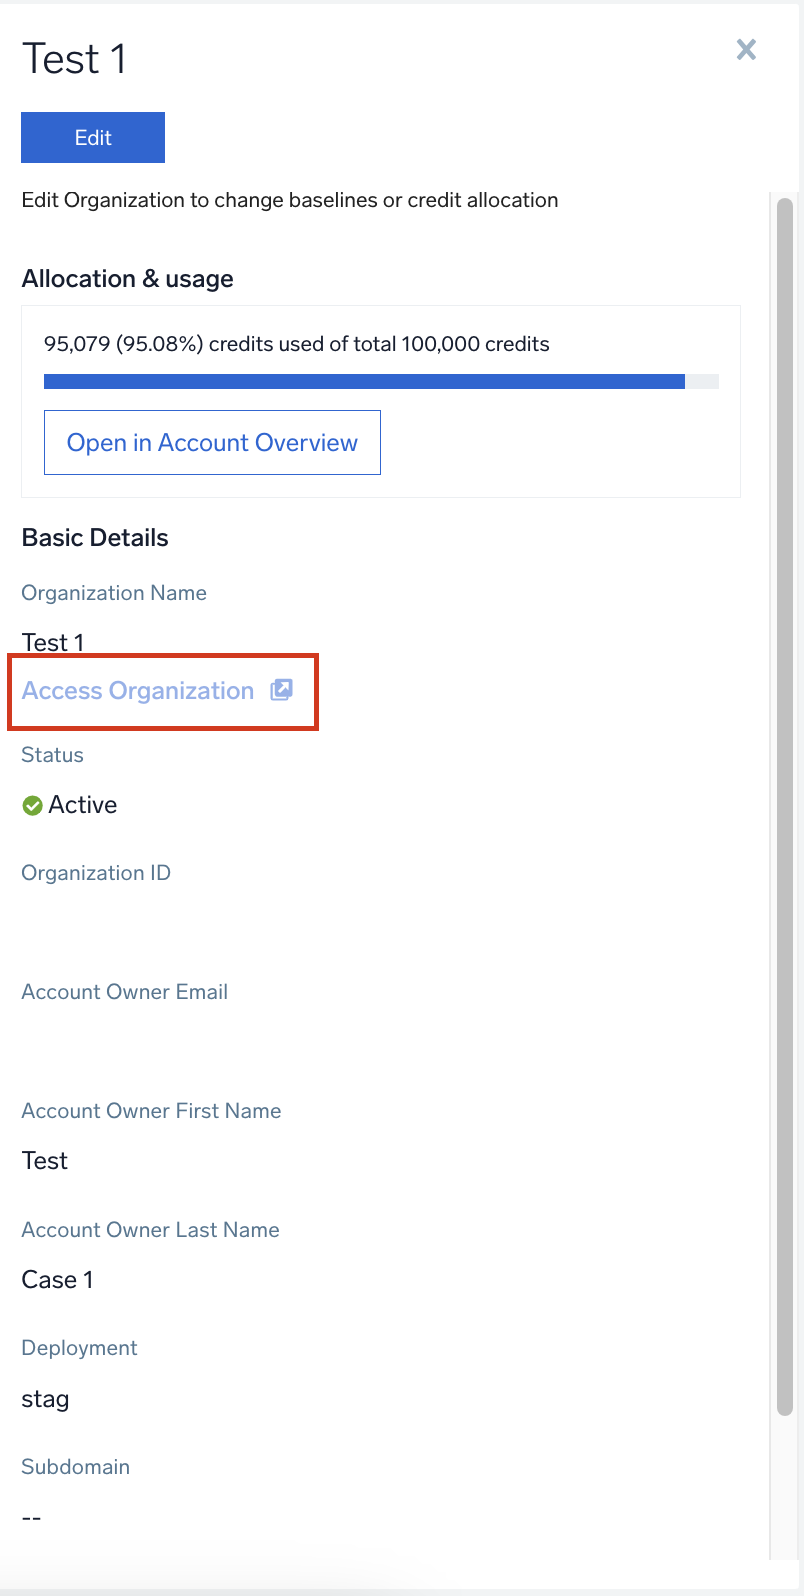 Test 1
Edit
Edit Organization to change baselines or credit allocation
Allocation & usage
95,079 (95.08%) credits used of total 100,000 credits
Open in Account Overview
Basic Details
Organization Name
Test 1
Access Organization
Status
Active
Organization ID
Account Owner Email
Account Owner First Name
Test
Account Owner Last Name
Case 1
Deployment
stag
Subdomain
--